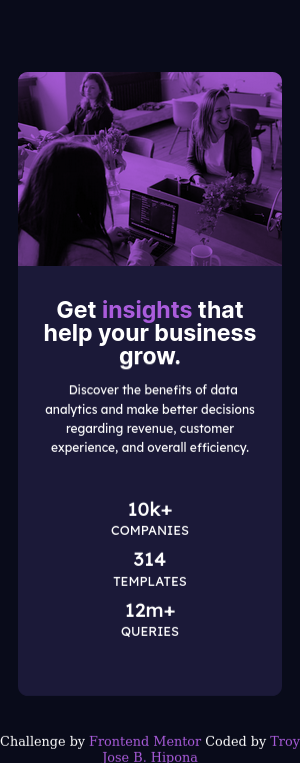 Get insights that
help your business
grow.
Discover the benefits of data
analytics and make better decisions
regarding revenue, customer
experience, and overall efficiency.
10k+
COMPANIES
314
TEMPLATES
12m+
QUERIES
Challenge by Frontend Mentor Coded by Troy
Jose B. Hipona